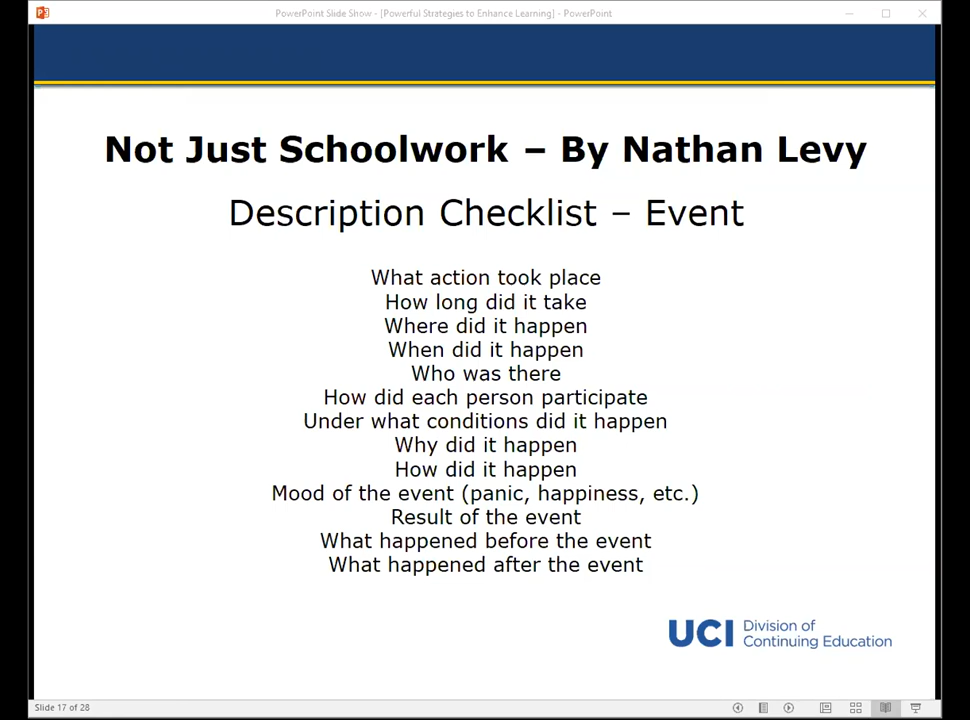 PowerPoint Slide Show - [Powerful Strategies to Enhance Learning] - PowerPoint
Not Just Schoolwork – By Nathan Levy
Description Checklist – Event
What action took place
How long did it take
Where did it happen
When did it happen
Who was there
How did each person participate
Under what conditions did it happen
Why did it happen
How did it happen
Mood of the event (panic, happiness, etc.)
Result of the event
What happened before the event
What happened after the event
UCI Division of
Continuing Education
Slide 17 of 28